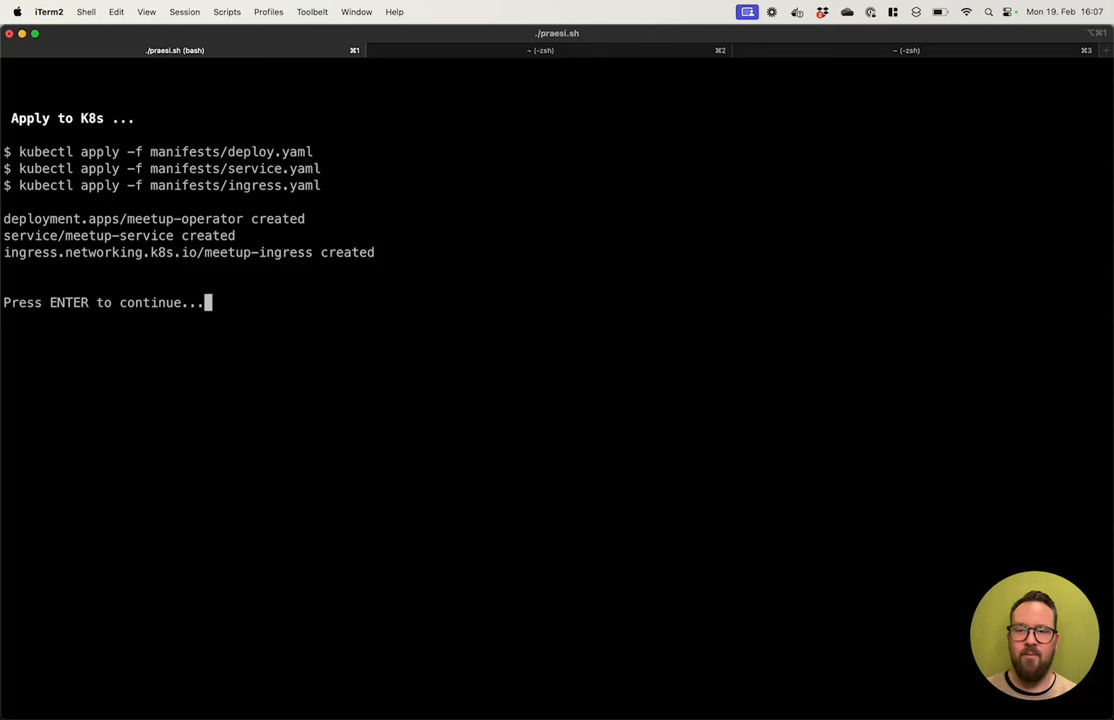 iTerm2 Shell Edit View Session Scripts Profiles Toolbelt Window Help Mon 19. Feb 16:07
./praesi.sh
⌥⌘1
./praesi.sh (bash) ⌘1 ~ (-zsh) ⌘2 ~ (-zsh) ⌘3 +
Apply to K8s ...
$ kubectl apply -f manifests/deploy.yaml
$ kubectl apply -f manifests/service.yaml
$ kubectl apply -f manifests/ingress.yaml
deployment.apps/meetup-operator created
service/meetup-service created
ingress.networking.k8s.io/meetup-ingress created
Press ENTER to continue...